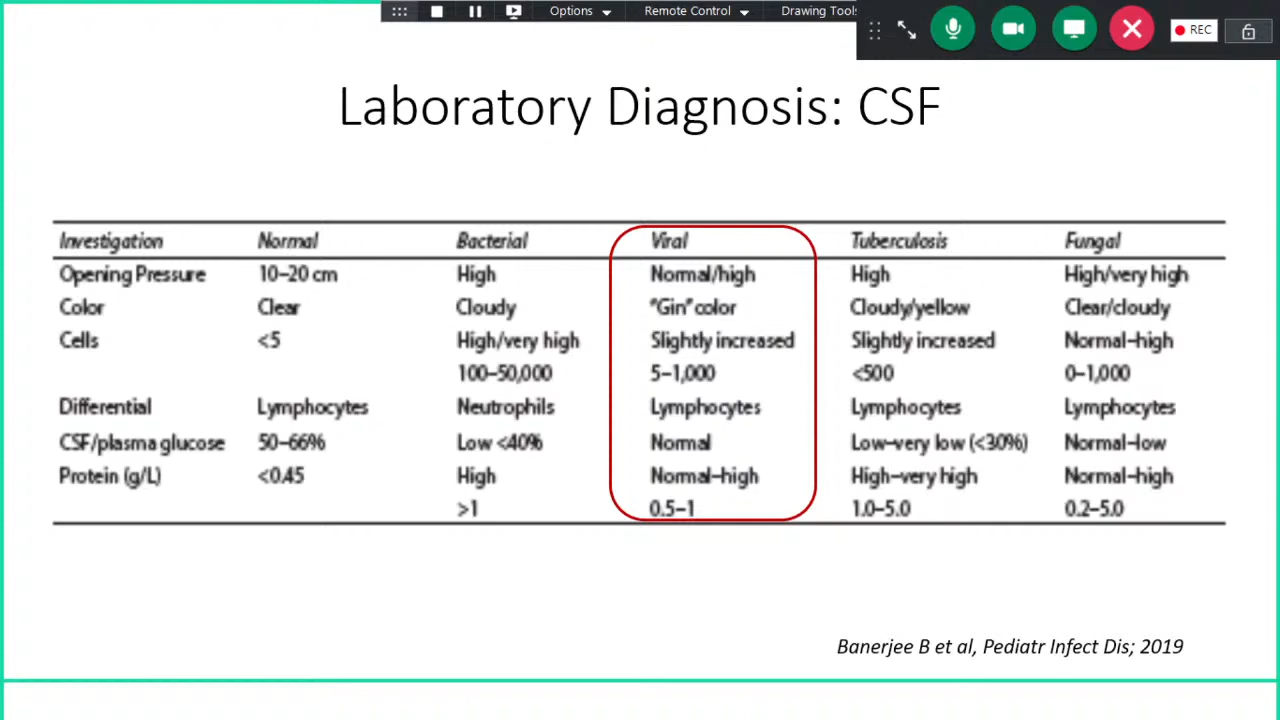 Options Remote Control Drawing Tools
REC
Laboratory Diagnosis: CSF
Investigation Normal Bacterial Viral Tuberculosis Fungal
Opening Pressure 10–20 cm High Normal/high High High/very high
Color Clear Cloudy "Gin" color Cloudy/yellow Clear/cloudy
Cells <5 High/very high Slightly increased Slightly increased Normal–high
100–50,000 5–1,000 <500 0–1,000
Differential Lymphocytes Neutrophils Lymphocytes Lymphocytes Lymphocytes
CSF/plasma glucose 50–66% Low <40% Normal Low–very low (<30%) Normal–low
Protein (g/L) <0.45 High Normal–high High–very high Normal–high
>1 0.5–1 1.0–5.0 0.2–5.0
Banerjee B et al, Pediatr Infect Dis; 2019